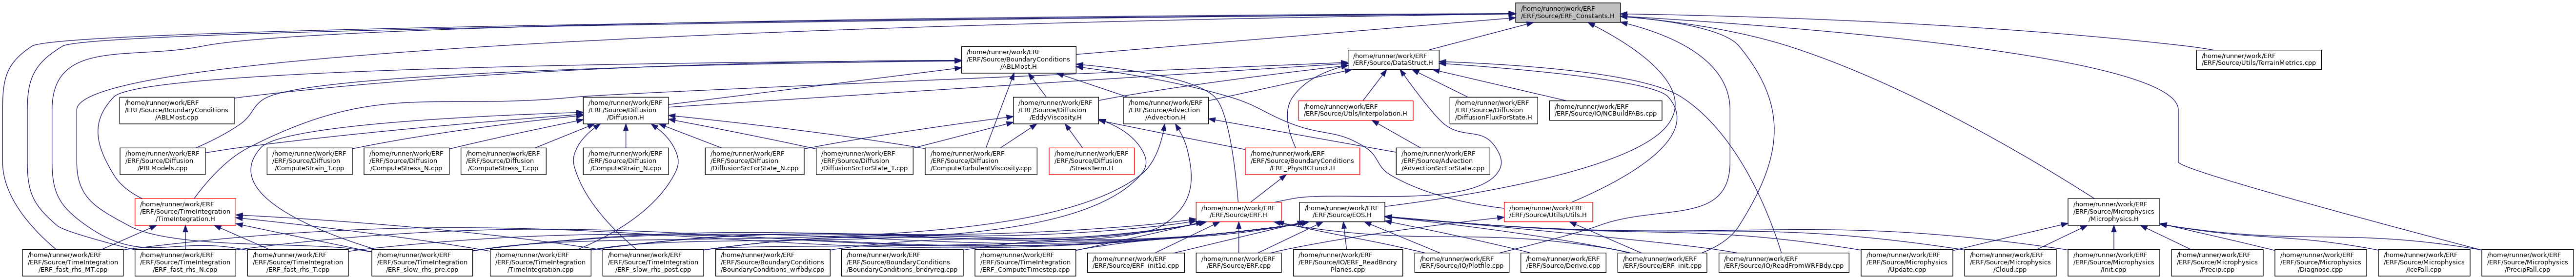 /home/runner/work/ERF
/ERF/Source/ERF_Constants.H
/home/runner/work/ERF
/ERF/Source/BoundaryConditions
/ABLMost.H
/home/runner/work/ERF
/ERF/Source/DataStruct.H
/home/runner/work/ERF
/ERF/Source/Utils/TerrainMetrics.cpp
/home/runner/work/ERF
/ERF/Source/BoundaryConditions
/ABLMost.cpp
/home/runner/work/ERF
/ERF/Source/Diffusion
/Diffusion.H
/home/runner/work/ERF
/ERF/Source/Diffusion
/EddyViscosity.H
/home/runner/work/ERF
/ERF/Source/Advection
/Advection.H
/home/runner/work/ERF
/ERF/Source/Utils/Interpolation.H
/home/runner/work/ERF
/ERF/Source/Diffusion
/DiffusionFluxForState.H
/home/runner/work/ERF
/ERF/Source/IO/NCBuildFABs.cpp
/home/runner/work/ERF
/ERF/Source/Diffusion
/PBLModels.cpp
/home/runner/work/ERF
/ERF/Source/Diffusion
/ComputeStrain_T.cpp
/home/runner/work/ERF
/ERF/Source/Diffusion
/ComputeStress_N.cpp
/home/runner/work/ERF
/ERF/Source/Diffusion
/ComputeStress_T.cpp
/home/runner/work/ERF
/ERF/Source/Diffusion
/ComputeStrain_N.cpp
/home/runner/work/ERF
/ERF/Source/Diffusion
/DiffusionSrcForState_N.cpp
/home/runner/work/ERF
/ERF/Source/Diffusion
/DiffusionSrcForState_T.cpp
/home/runner/work/ERF
/ERF/Source/Diffusion
/ComputeTurbulentViscosity.cpp
/home/runner/work/ERF
/ERF/Source/Diffusion
/StressTerm.H
/home/runner/work/ERF
/ERF/Source/BoundaryConditions
/ERF_PhysBCFunct.H
/home/runner/work/ERF
/ERF/Source/Advection
/AdvectionSrcForState.cpp
/home/runner/work/ERF
/ERF/Source/TimeIntegration
/TimeIntegration.H
/home/runner/work/ERF
/ERF/Source/ERF.H
/home/runner/work/ERF
/ERF/Source/EOS.H
/home/runner/work/ERF
/ERF/Source/Utils/Utils.H
/home/runner/work/ERF
/ERF/Source/Microphysics
/Microphysics.H
/home/runner/work/ERF
/ERF/Source/TimeIntegration
/ERF_fast_rhs_MT.cpp
/home/runner/work/ERF
/ERF/Source/TimeIntegration
/ERF_fast_rhs_N.cpp
/home/runner/work/ERF
/ERF/Source/TimeIntegration
/ERF_fast_rhs_T.cpp
/home/runner/work/ERF
/ERF/Source/TimeIntegration
/ERF_slow_rhs_pre.cpp
/home/runner/work/ERF
/ERF/Source/TimeIntegration
/TimeIntegration.cpp
/home/runner/work/ERF
/ERF/Source/TimeIntegration
/ERF_slow_rhs_post.cpp
/home/runner/work/ERF
/ERF/Source/BoundaryConditions
/BoundaryConditions_wrfbdy.cpp
/home/runner/work/ERF
/ERF/Source/BoundaryConditions
/BoundaryConditions_bndryreg.cpp
/home/runner/work/ERF
/ERF/Source/TimeIntegration
/ERF_ComputeTimestep.cpp
/home/runner/work/ERF
/ERF/Source/ERF_init1d.cpp
/home/runner/work/ERF
/ERF/Source/ERF.cpp
/home/runner/work/ERF
/ERF/Source/IO/ERF_ReadBndry
Planes.cpp
/home/runner/work/ERF
/ERF/Source/IO/Plotfile.cpp
/home/runner/work/ERF
/ERF/Source/Derive.cpp
/home/runner/work/ERF
/ERF/Source/ERF_init.cpp
/home/runner/work/ERF
/ERF/Source/IO/ReadFromWRFBdy.cpp
/home/runner/work/ERF
/ERF/Source/Microphysics
/Update.cpp
/home/runner/work/ERF
/ERF/Source/Microphysics
/Cloud.cpp
/home/runner/work/ERF
/ERF/Source/Microphysics
/Init.cpp
/home/runner/work/ERF
/ERF/Source/Microphysics
/Precip.cpp
/home/runner/work/ERF
/ERF/Source/Microphysics
/Diagnose.cpp
/home/runner/work/ERF
/ERF/Source/Microphysics
/IceFall.cpp
/home/runner/work/ERF
/ERF/Source/Microphysics
/PrecipFall.cpp